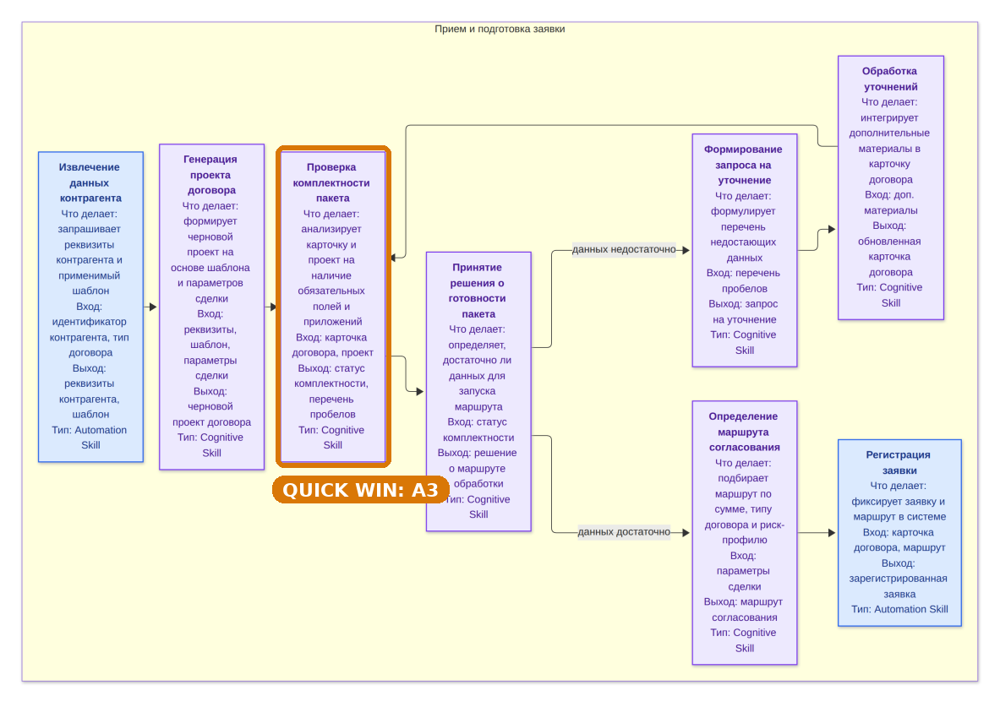 Прием и подготовка заявки
Извлечение
данных
контрагента
Что делает:
запрашивает
реквизиты
контрагента и
применимый
шаблон
Вход:
идентификатор
контрагента, тип
договора
Выход:
реквизиты
контрагента,
шаблон
Тип: Automation
Skill
Генерация
проекта
договора
Что делает:
формирует
черновой
проект на
основе шаблона
и параметров
сделки
Вход:
реквизиты,
шаблон,
параметры
сделки
Выход:
черновой
проект договора
Тип: Cognitive
Skill
Проверка
комплектности
пакета
Что делает:
анализирует
карточку и
проект на
наличие
обязательных
полей и
приложений
Вход: карточка
договора, проект
Выход: статус
комплектности,
перечень
пробелов
Тип: Cognitive
Skill
QUICK WIN: A3
Принятие
решения о
готовности
пакета
Что делает:
определяет,
достаточно ли
данных для
запуска
маршрута
Вход: статус
комплектности
Выход: решение
о маршруте
обработки
Тип: Cognitive
Skill
данных недостаточно
данных достаточно
Формирование
запроса на
уточнение
Что делает:
формулирует
перечень
недостающих
данных
Вход: перечень
пробелов
Выход: запрос
на уточнение
Тип: Cognitive
Skill
Обработка
уточнений
Что делает:
интегрирует
дополнительные
материалы в
карточку
договора
Вход: доп.
материалы
Выход:
обновленная
карточка
договора
Тип: Cognitive
Skill
Определение
маршрута
согласования
Что делает:
подбирает
маршрут по
сумме, типу
договора и риск-
профилю
Вход:
параметры
сделки
Выход: маршрут
согласования
Тип: Cognitive
Skill
Регистрация
заявки
Что делает:
фиксирует заявку и
маршрут в системе
Вход: карточка
договора, маршрут
Выход:
зарегистрированная
заявка
Тип: Automation Skill